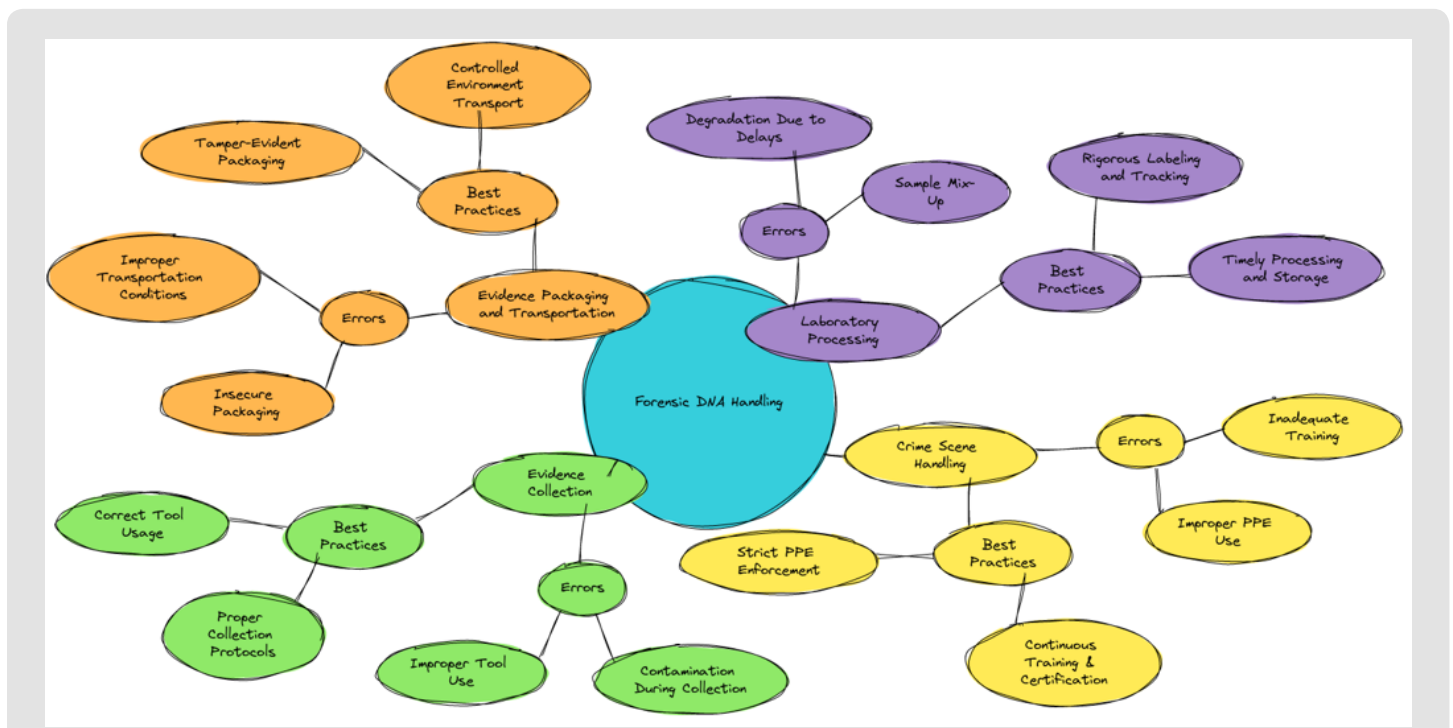 Controlled
Environment
Transport
Tamper-Evident
Packaging
Best
Practices
Improper
Transportation
Conditions
Errors
Evidence Packaging
and Transportation
Insecure
Packaging
Degradation Due to
Delays
Sample Mix-
Up
Errors
Rigorous Labeling
and Tracking
Best
Practices
Timely Processing
and Storage
Laboratory
Processing
Forensic DNA Handling
Crime Scene
Handling
Errors
Inadequate
Training
Improper PPE
Use
Best
Practices
Strict PPE
Enforcement
Continuous
Training &
Certification
Evidence
Collection
Best
Practices
Correct Tool
Usage
Proper
Collection
Protocols
Errors
Improper Tool
Use
Contamination
During Collection